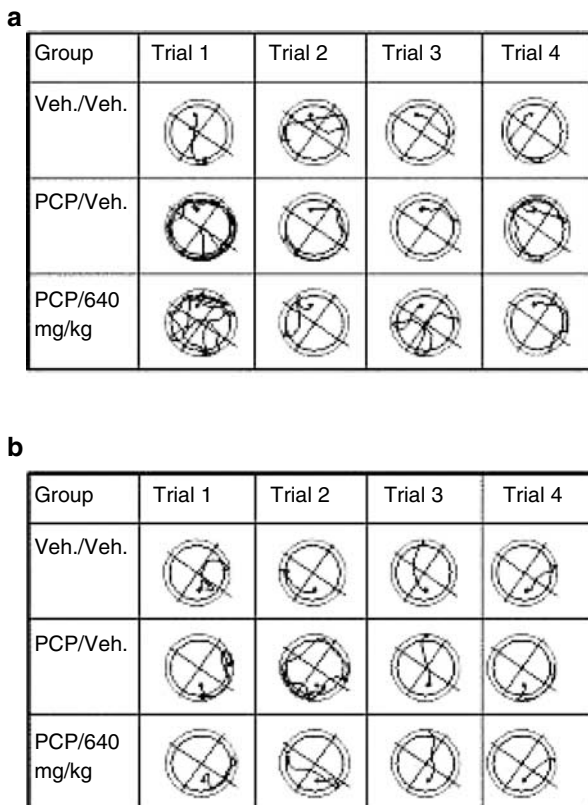 a
Group Trial 1 Trial 2 Trial 3 Trial 4
Veh./Veh.
PCP/Veh.
PCP/640
mg/kg
b
Group Trial 1 Trial 2 Trial 3 Trial 4
Veh./Veh.
PCP/Veh.
PCP/640
mg/kg